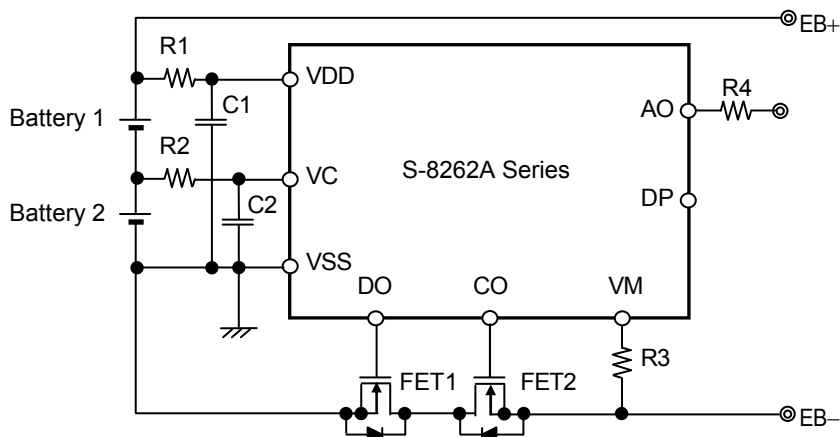 EB+
R1
VDD
C1
R4
AO
Battery 1
R2
S-8262A Series
VC
DP
C2
Battery 2
VSS
DO
CO
VM
R3
FET1
FET2
EB−